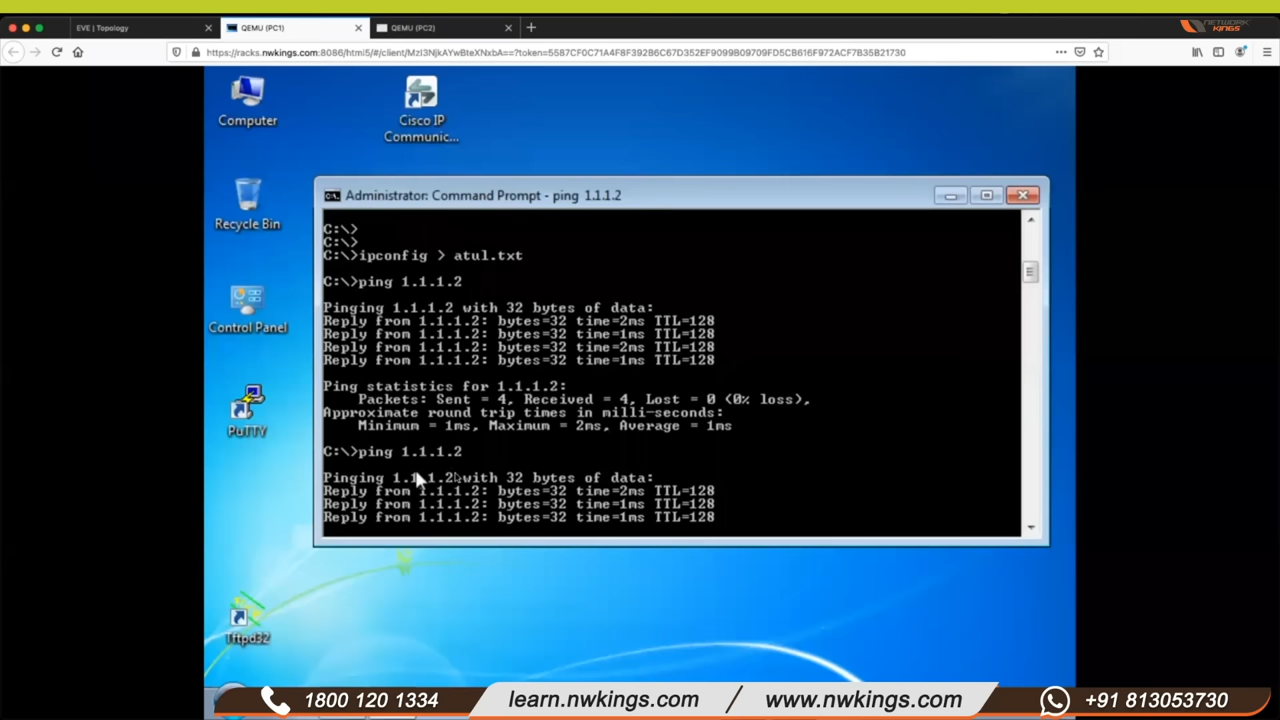 EVE | Topology
QEMU (PC1)
QEMU (PC2)
NETWORK
KINGS
https://racks.nwkings.com:8086/html5/#/client/MzI3NjkAYwBteXNxbA==?token=5587CF0C71A4F8F392B6C67D352EF9099B09709FD5CB616F972ACF7B35B21730
Computer
Cisco IP
Communic...
Recycle Bin
Control Panel
PuTTY
Tftpd32
Administrator: Command Prompt - ping 1.1.1.2
C:\>
C:\>
C:\>ipconfig > atul.txt
C:\>ping 1.1.1.2
Pinging 1.1.1.2 with 32 bytes of data:
Reply from 1.1.1.2: bytes=32 time=2ms TTL=128
Reply from 1.1.1.2: bytes=32 time=1ms TTL=128
Reply from 1.1.1.2: bytes=32 time=2ms TTL=128
Reply from 1.1.1.2: bytes=32 time=1ms TTL=128
Ping statistics for 1.1.1.2:
Packets: Sent = 4, Received = 4, Lost = 0 (0% loss),
Approximate round trip times in milli-seconds:
Minimum = 1ms, Maximum = 2ms, Average = 1ms
C:\>ping 1.1.1.2
Pinging 1.1.1.2 with 32 bytes of data:
Reply from 1.1.1.2: bytes=32 time=2ms TTL=128
Reply from 1.1.1.2: bytes=32 time=1ms TTL=128
Reply from 1.1.1.2: bytes=32 time=1ms TTL=128
1800 120 1334
learn.nwkings.com / www.nwkings.com
+91 813053730